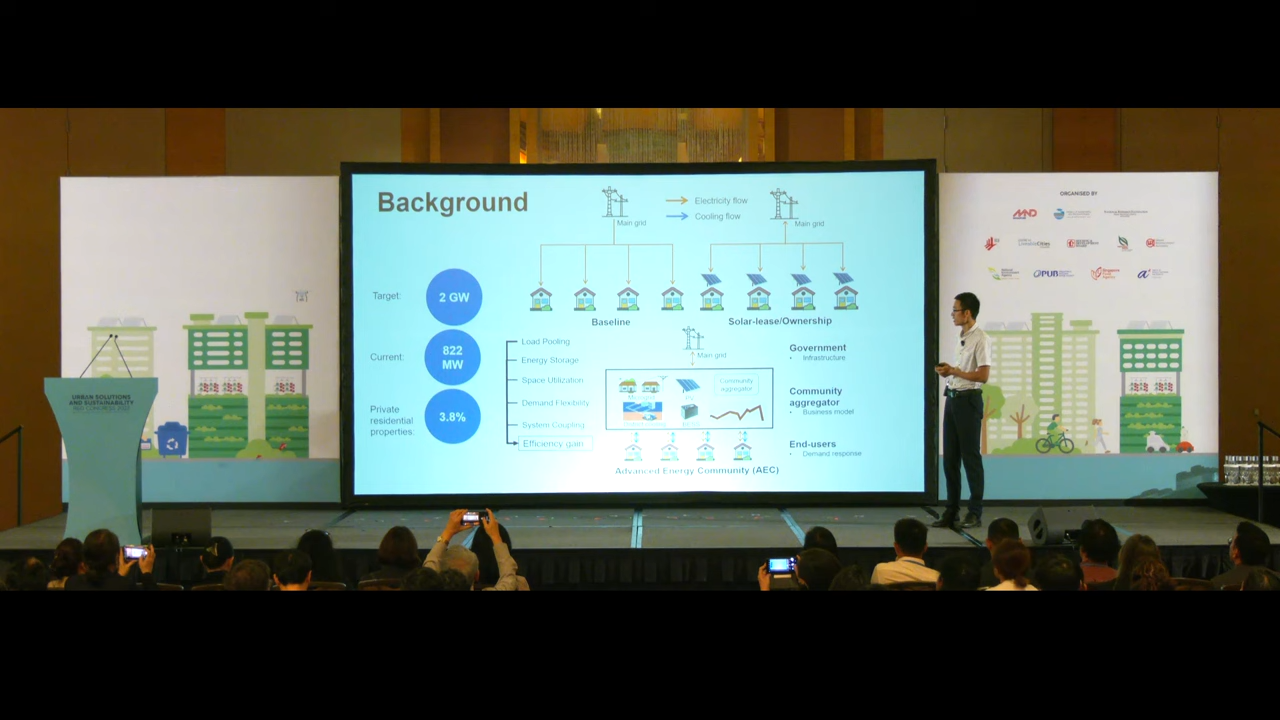 Background
Main grid
Electricity flow
Cooling flow
Main grid
Target:
2 GW
Current:
822
MW
Private
residential
properties:
3.8%
Baseline
Solar-lease/Ownership
Load Pooling
Energy Storage
Space Utilization
Demand Flexibility
System Coupling
Efficiency gain
Main grid
Community
aggregator
Advanced Energy Community (AEC)
Government
• Infrastructure
Community
aggregator
• Business model
End-users
• Demand response
URBAN SOLUTIONS
AND SUSTAINABILITY
ORGANISED BY
MND
PUB